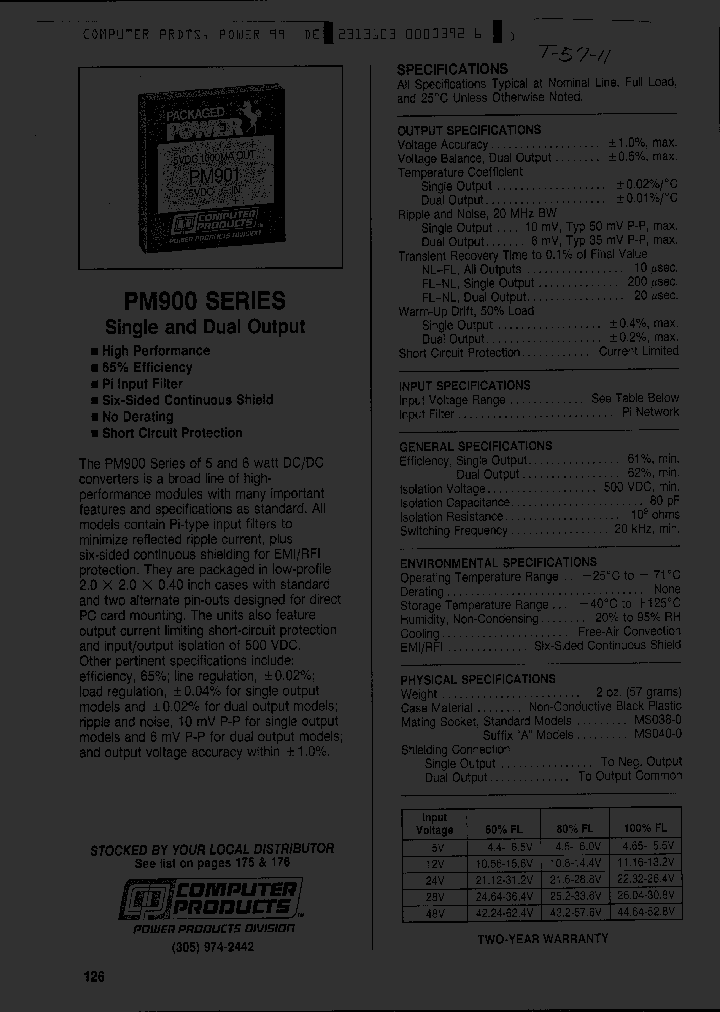 COMPUTER PRDTS, POWER 99 DE 0000392 6
T-57-11
PACKAGED
POWER
5VDC 1000MA OUT
PM901
IN
COMPUTER
PRODUCTS
POWER PRODUCTS DIVISION
PM900 SERIES
Single and Dual Output
■ High Performance
■ 65% Efficiency
■ Pi Input Filter
■ Six-Sided Continuous Shield
■ No Derating
■ Short Circuit Protection
The PM900 Series of 5 and 6 watt DC/DC
converters is a broad line of high-
performance modules with many important
features and specifications as standard. All
models contain Pi-type input filters to
minimize reflected ripple current, plus
six-sided continuous shielding for EMI/RFI
protection. They are packaged in low-profile
2.0 × 2.0 × 0.40 inch cases with standard
and two alternate pin-outs designed for direct
PC card mounting. The units also feature
output current limiting short-circuit protection
and input/output isolation of 500 VDC.
Other pertinent specifications include:
efficiency, 65%; line regulation, ±0.02%;
load regulation, ±0.04% for single output
models and ±0.02% for dual output models;
ripple and noise, 10 mV P-P for single output
models and 6 mV P-P for dual output models;
and output voltage accuracy within ±1.0%.
STOCKED BY YOUR LOCAL DISTRIBUTOR
See list on pages 175 & 176
COMPUTER
PRODUCTS™
POWER PRODUCTS DIVISION
(305) 974-2442
126
SPECIFICATIONS
All Specifications Typical at Nominal Line, Full Load,
and 25°C Unless Otherwise Noted.
OUTPUT SPECIFICATIONS
Voltage Accuracy ................... ±1.0%, max.
Voltage Balance, Dual Output ........ ±0.5%, max.
Temperature Coefficient
Single Output ................... ±0.02%/°C
Dual Output..................... ±0.01%/°C
Ripple and Noise, 20 MHz BW
Single Output .... 10 mV, Typ 50 mV P-P, max.
Dual Output....... 6 mV, Typ 35 mV P-P, max.
Transient Recovery Time to 0.1% of Final Value
NL-FL, All Outputs ................. 10 μsec.
FL-NL, Single Output ............... 200 μsec.
FL-NL, Dual Output................. 20 μsec.
Warm-Up Drift, 50% Load
Single Output .................. ±0.4%, max.
Dual Output.................... ±0.2%, max.
Short Circuit Protection............ Current Limited
INPUT SPECIFICATIONS
Input Voltage Range ............. See Table Below
Input Filter ........................... Pi Network
GENERAL SPECIFICATIONS
Efficiency, Single Output................ 61%, min.
Dual Output.................. 62%, min.
Isolation Voltage................... 500 VDC, min.
Isolation Capacitance....................... 80 pF
Isolation Resistance..................... 10⁹ ohms
Switching Frequency.................. 20 kHz, min.
ENVIRONMENTAL SPECIFICATIONS
Operating Temperature Range .. −25°C to + 71°C
Derating ................................ None
Storage Temperature Range ... −40°C to +125°C
Humidity, Non-Condensing ........ 20% to 95% RH
Cooling...................... Free-Air Convection
EMI/RFI .............. Six-Sided Continuous Shield
PHYSICAL SPECIFICATIONS
Weight ........................ 2 oz. (57 grams)
Case Material ........ Non-Conductive Black Plastic
Mating Socket, Standard Models ......... MS038-0
Suffix "A" Models ......... MS040-0
Shielding Connection
Single Output ................ To Neg. Output
Dual Output.............. To Output Common
Input Voltage 50% FL 80% FL 100% FL
5V 4.4- 6.5V 4.5- 6.0V 4.65- 5.5V
12V 10.56-15.6V 10.8-14.4V 11.16-13.2V
24V 21.12-31.2V 21.6-28.8V 22.32-26.4V
28V 24.64-36.4V 25.2-33.6V 26.04-30.8V
48V 42.24-62.4V 43.2-57.6V 44.64-52.8V
TWO-YEAR WARRANTY